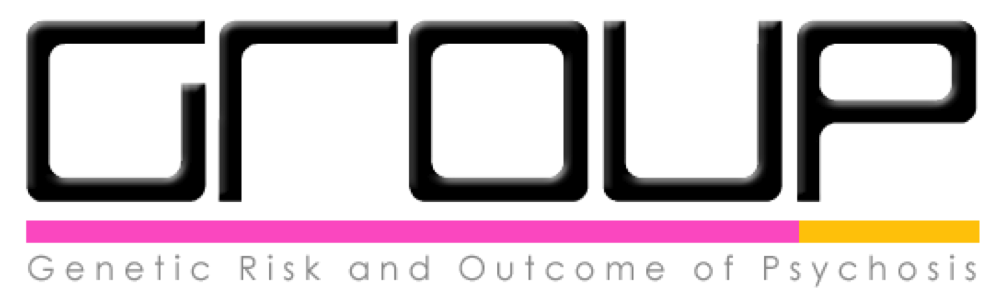 GROUP
Genetic Risk and Outcome of Psychosis